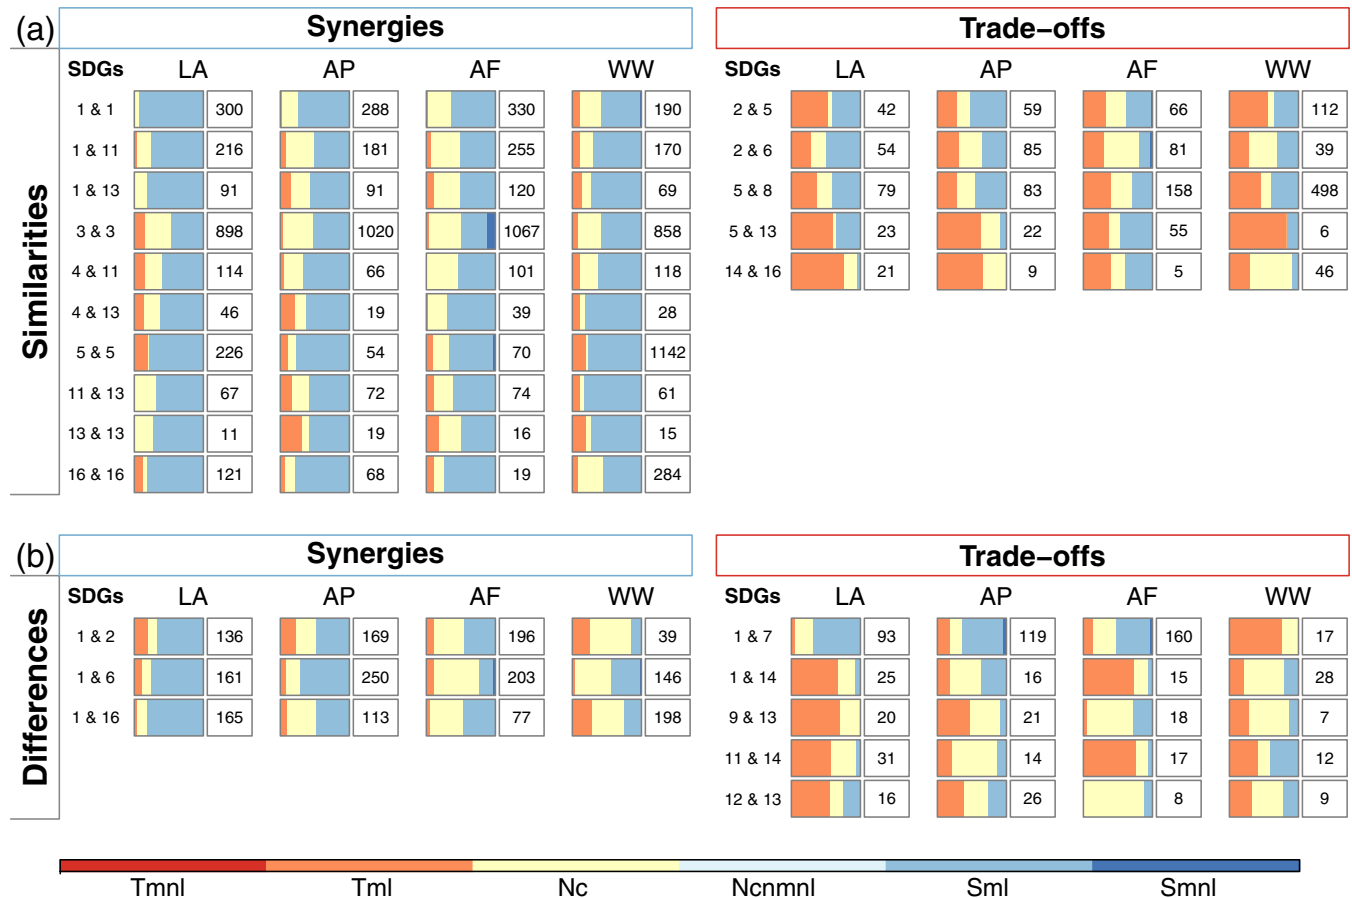 (a) Synergies Trade−offs
Similarities
SDGs LA AP AF WW SDGs LA AP AF WW
1 & 1 300 288 330 190 2 & 5 42 59 66 112
1 & 11 216 181 255 170 2 & 6 54 85 81 39
1 & 13 91 91 120 69 5 & 8 79 83 158 498
3 & 3 898 1020 1067 858 5 & 13 23 22 55 6
4 & 11 114 66 101 118 14 & 16 21 9 5 46
4 & 13 46 19 39 28
5 & 5 226 54 70 1142
11 & 13 67 72 74 61
13 & 13 11 19 16 15
16 & 16 121 68 19 284
(b) Synergies Trade−offs
Differences
SDGs LA AP AF WW SDGs LA AP AF WW
1 & 2 136 169 196 39 1 & 7 93 119 160 17
1 & 6 161 250 203 146 1 & 14 25 16 15 28
1 & 16 165 113 77 198 9 & 13 20 21 18 7
11 & 14 31 14 17 12
12 & 13 16 26 8 9
Tmnl Tml Nc Ncnmnl Sml Smnl